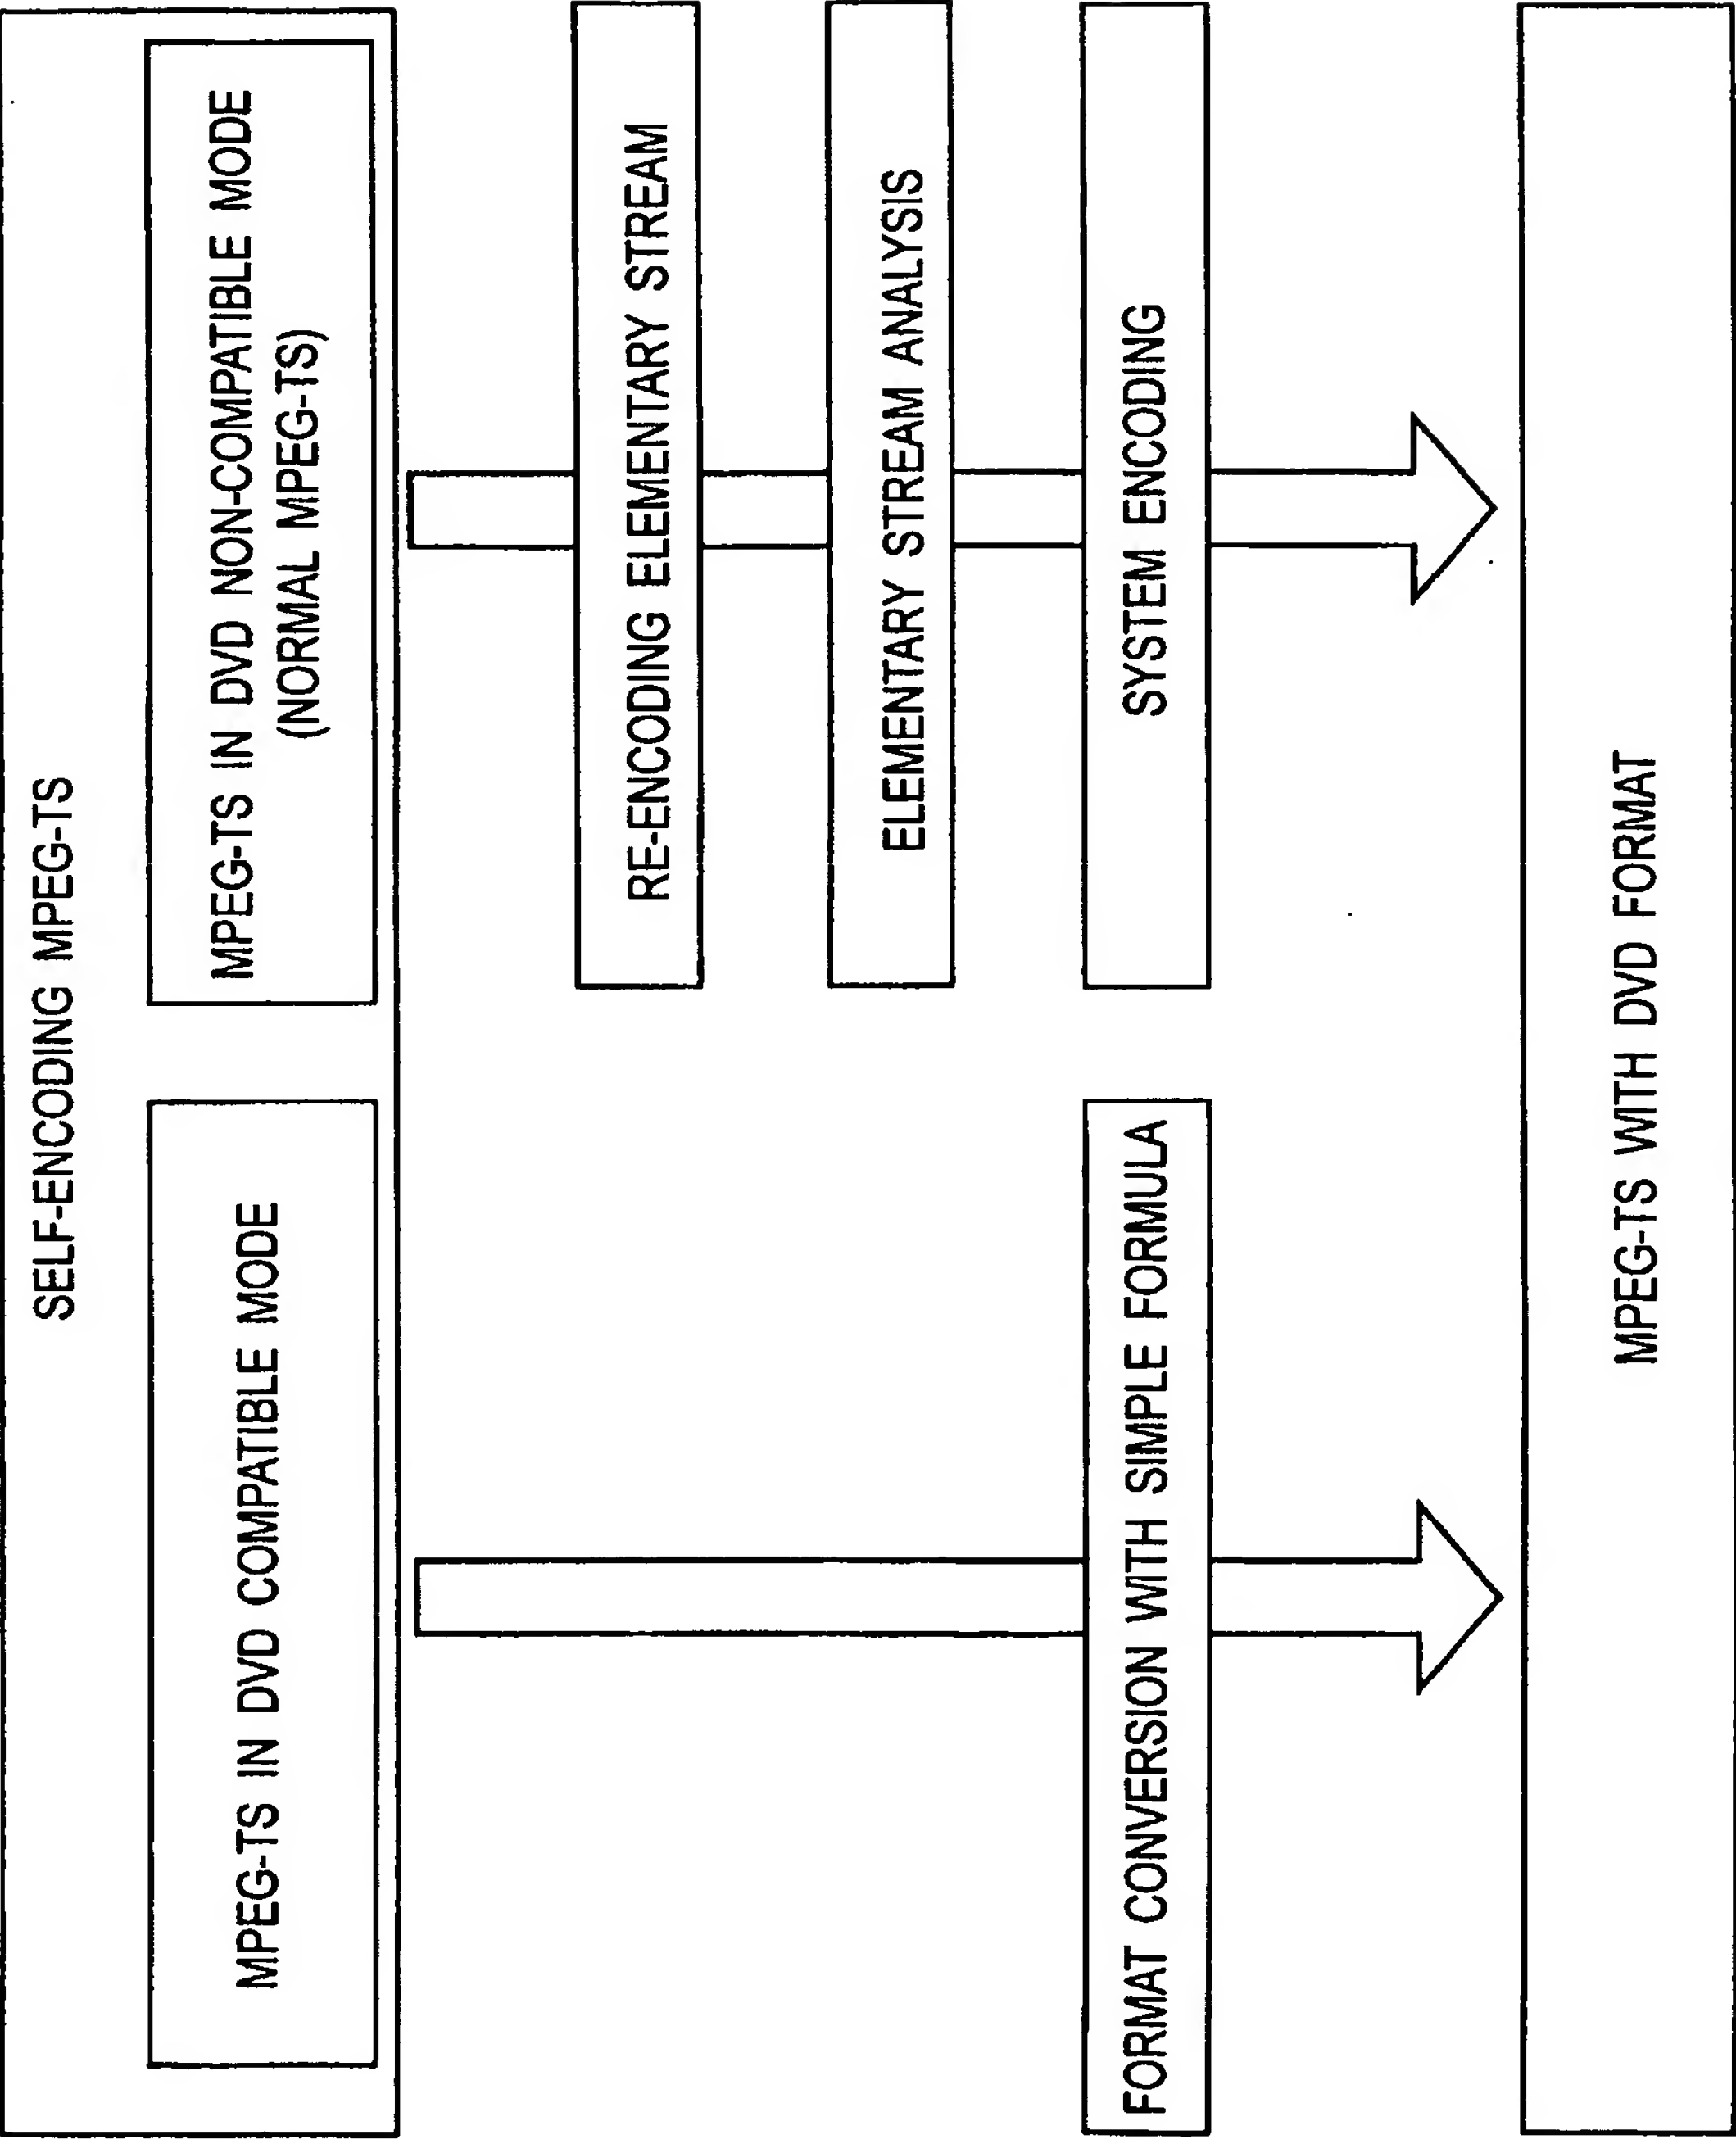 SELF-ENCODING MPEG-TS
MPEG-TS IN DVD COMPATIBLE MODE
MPEG-TS IN DVD NON-COMPATIBLE MODE
(NORMAL MPEG-TS)
RE-ENCODING ELEMENTARY STREAM
ELEMENTARY STREAM ANALYSIS
FORMAT CONVERSION WITH SIMPLE FORMULA
SYSTEM ENCODING
MPEG-TS WITH DVD FORMAT